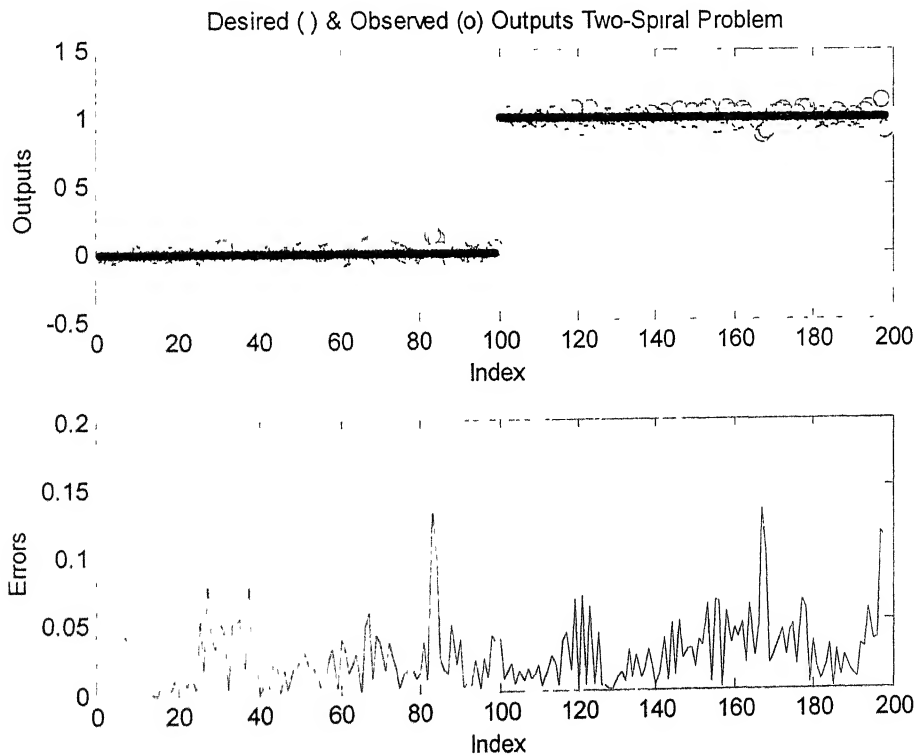 Desired ( ) & Observed (o) Outputs Two-Spiral Problem
1 5
1
0 5
0
-0.5
Outputs
0 20 40 60 80 100 120 140 160 180 200
Index
0.2
0.15
0.1
0.05
0
Errors
0 20 40 60 80 100 120 140 160 180 200
Index